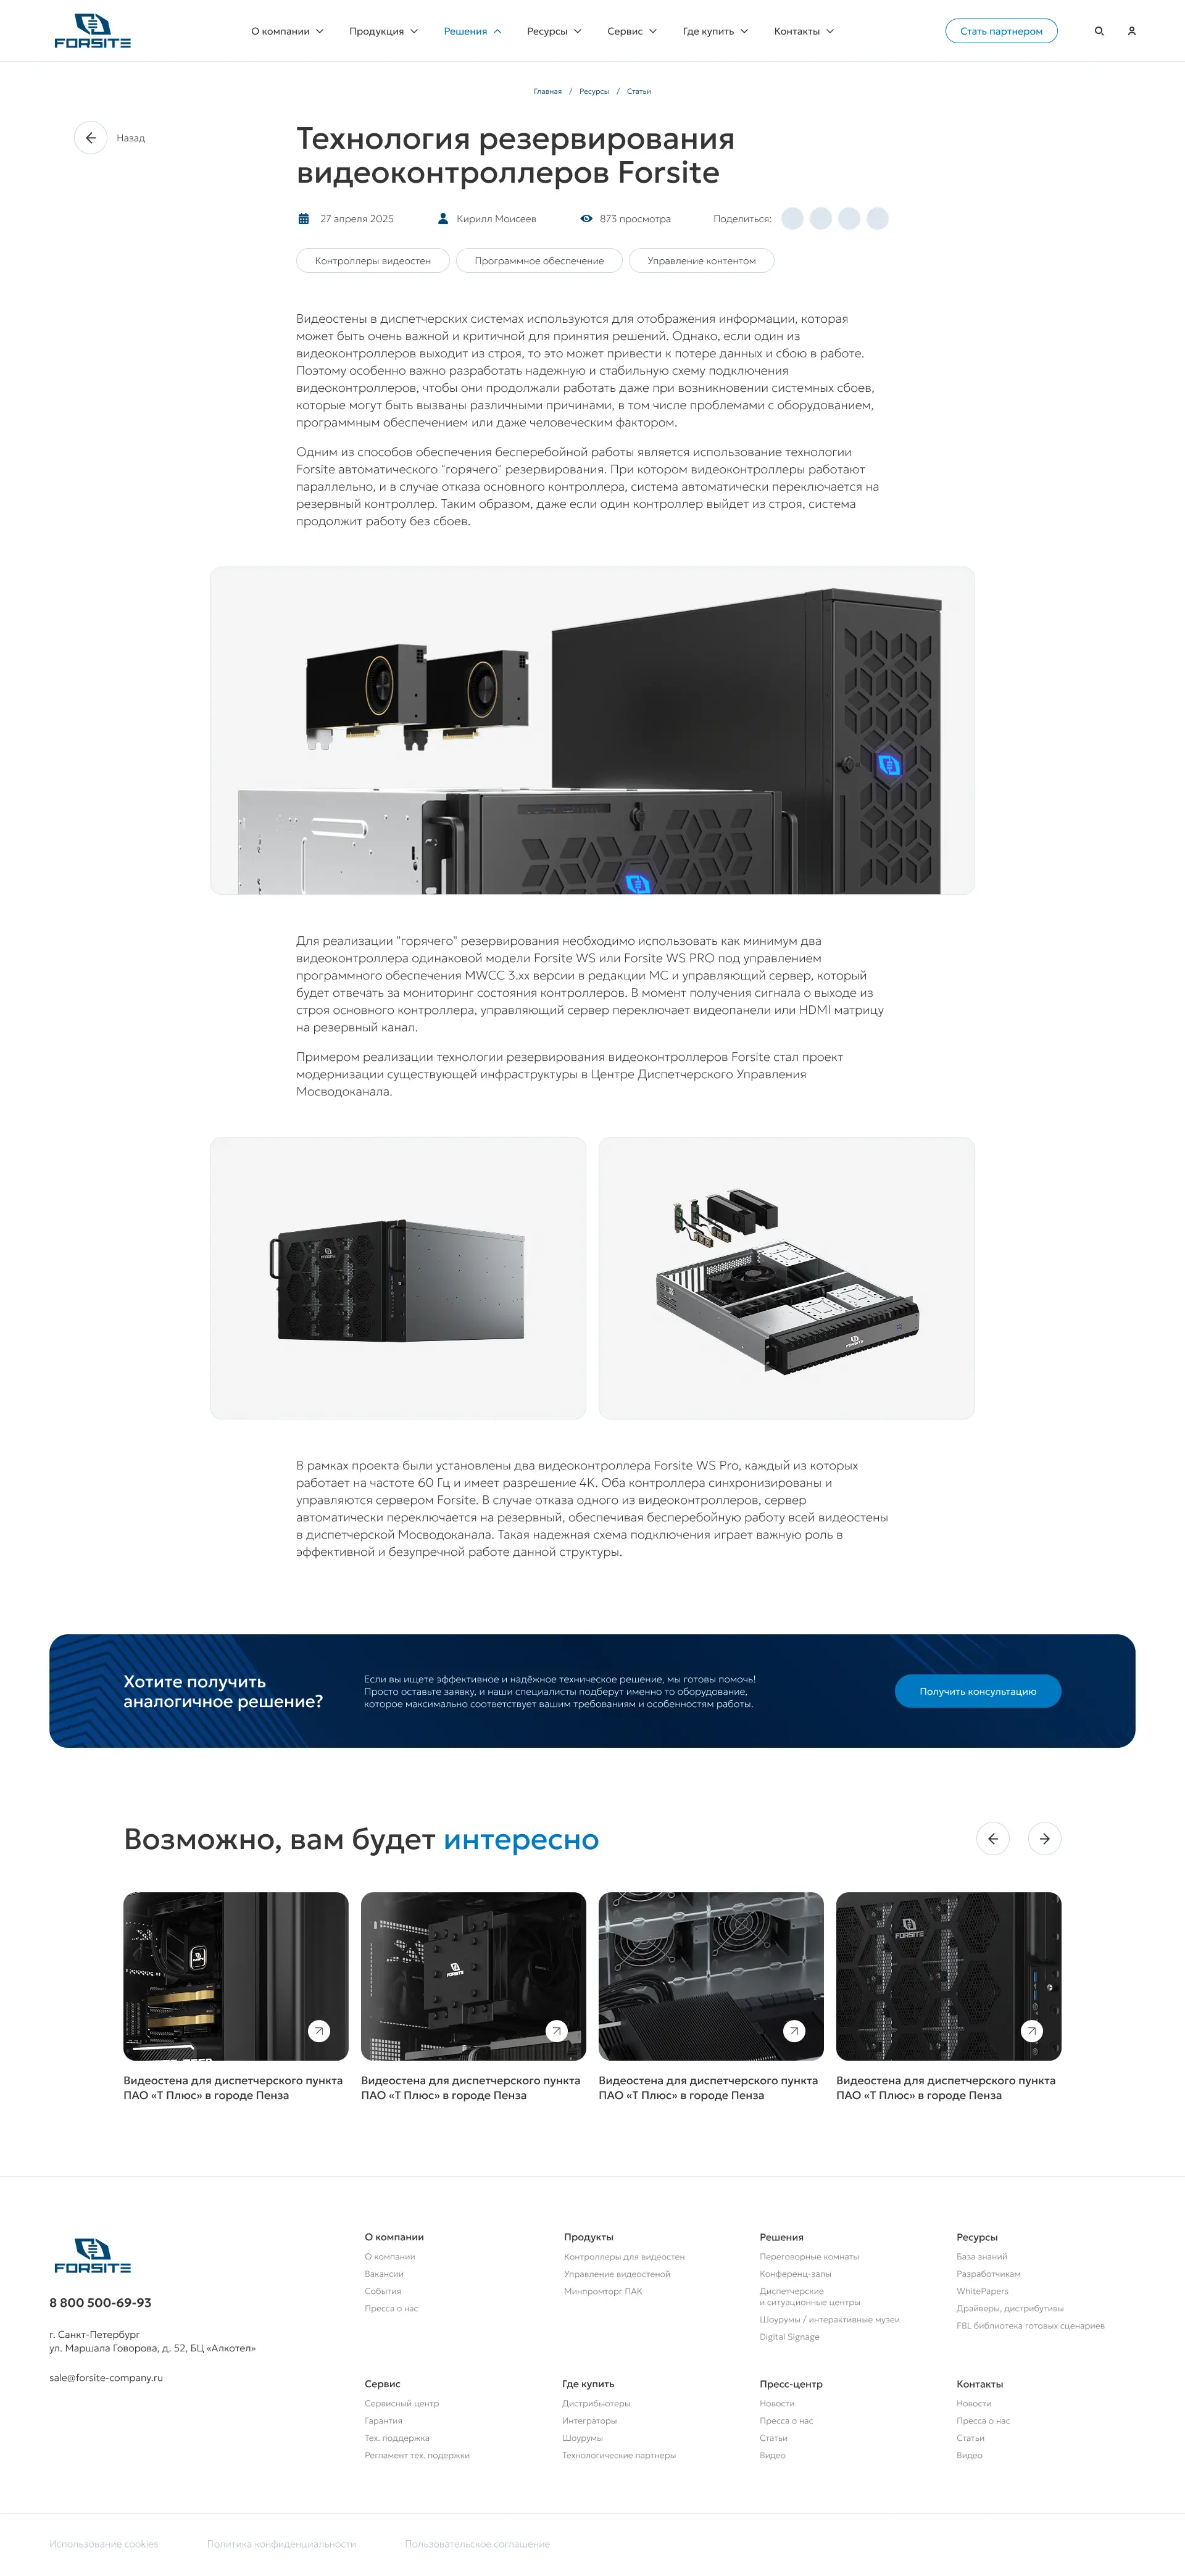 FORSITE
О компании
Продукция
Решения
Ресурсы
Сервис
Где купить
Контакты
Стать партнером
Главная / Ресурсы / Статьи
Назад
Технология резервирования
видеоконтроллеров Forsite
27 апреля 2025
Кирилл Моисеев
873 просмотра
Поделиться:
Контроллеры видеостен
Программное обеспечение
Управление контентом
Видеостены в диспетчерских системах используются для отображения информации, которая
может быть очень важной и критичной для принятия решений. Однако, если один из
видеоконтроллеров выходит из строя, то это может привести к потере данных и сбою в работе.
Поэтому особенно важно разработать надежную и стабильную схему подключения
видеоконтроллеров, чтобы они продолжали работать даже при возникновении системных сбоев,
которые могут быть вызваны различными причинами, в том числе проблемами с оборудованием,
программным обеспечением или даже человеческим фактором.
Одним из способов обеспечения бесперебойной работы является использование технологии
Forsite автоматического "горячего" резервирования. При котором видеоконтроллеры работают
параллельно, и в случае отказа основного контроллера, система автоматически переключается на
резервный контроллер. Таким образом, даже если один контроллер выйдет из строя, система
продолжит работу без сбоев.
Для реализации "горячего" резервирования необходимо использовать как минимум два
видеоконтроллера одинаковой модели Forsite WS или Forsite WS PRO под управлением
программного обеспечения MWCC 3.xx версии в редакции MC и управляющий сервер, который
будет отвечать за мониторинг состояния контроллеров. В момент получения сигнала о выходе из
строя основного контроллера, управляющий сервер переключает видеопанели или HDMI матрицу
на резервный канал.
Примером реализации технологии резервирования видеоконтроллеров Forsite стал проект
модернизации существующей инфраструктуры в Центре Диспетчерского Управления
Мосводоканала.
FORSITE
FORSITE
В рамках проекта были установлены два видеоконтроллера Forsite WS Pro, каждый из которых
работает на частоте 60 Гц и имеет разрешение 4K. Оба контроллера синхронизированы и
управляются сервером Forsite. В случае отказа одного из видеоконтроллеров, сервер
автоматически переключается на резервный, обеспечивая бесперебойную работу всей видеостены
в диспетчерской Мосводоканала. Такая надежная схема подключения играет важную роль в
эффективной и безупречной работе данной структуры.
Хотите получить
аналогичное решение?
Если вы ищете эффективное и надёжное техническое решение, мы готовы помочь!
Просто оставьте заявку, и наши специалисты подберут именно то оборудование,
которое максимально соответствует вашим требованиям и особенностям работы.
Получить консультацию
Возможно, вам будет интересно
FORSITE
FORSITE
FORSITE
Видеостена для диспетчерского пункта
ПАО «Т Плюс» в городе Пенза
Видеостена для диспетчерского пункта
ПАО «Т Плюс» в городе Пенза
Видеостена для диспетчерского пункта
ПАО «Т Плюс» в городе Пенза
Видеостена для диспетчерского пункта
ПАО «Т Плюс» в городе Пенза
FORSITE
8 800 500-69-93
г. Санкт-Петербург
ул. Маршала Говорова, д. 52, БЦ «Алкотел»
sale@forsite-company.ru
О компании
О компании
Вакансии
События
Пресса о нас
Продукты
Контроллеры для видеостен
Управление видеостеной
Минпромторг ПАК
Решения
Переговорные комнаты
Конференц-залы
Диспетчерские
и ситуационные центры
Шоурумы / интерактивные музеи
Digital Signage
Ресурсы
База знаний
Разработчикам
WhitePapers
Драйверы, дистрибутивы
FBL библиотека готовых сценариев
Сервис
Сервисный центр
Гарантия
Тех. поддержка
Регламент тех. подержки
Где купить
Дистрибьютеры
Интеграторы
Шоурумы
Технологические партнеры
Пресс-центр
Новости
Пресса о нас
Статьи
Видео
Контакты
Новости
Пресса о нас
Статьи
Видео
Использование cookies
Политика конфиденциальности
Пользовательское соглашение